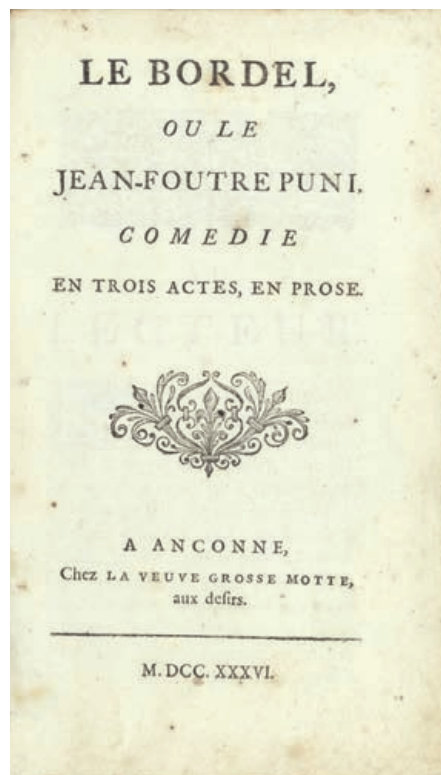 LE BORDEL,
OU LE
JEAN-FOUTRE PUNI.
COMEDIE
EN TROIS ACTES, EN PROSE.
A ANCONNE,
Chez LA VEUVE GROSSE MOTTE,
aux desirs.
M. DCC. XXXVI.